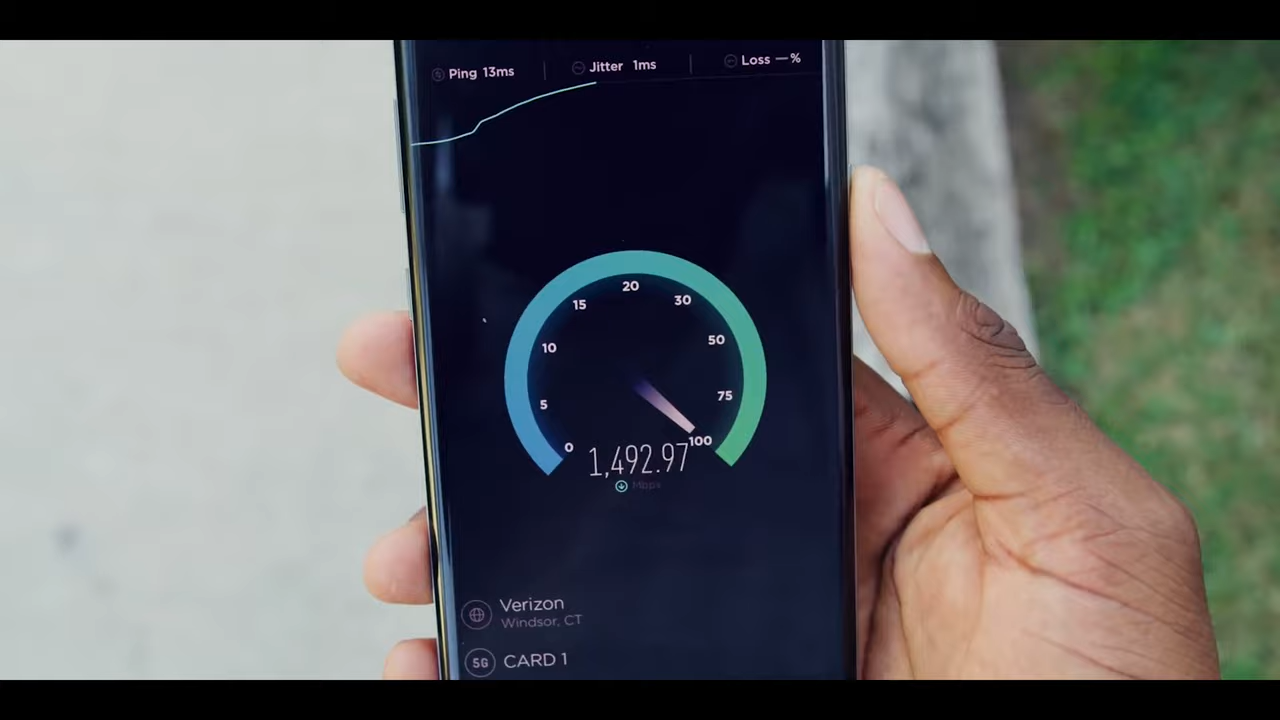 Ping 13ms Jitter 1ms Loss —%
0
5
10
15
20
30
50
75
100
1,492.97
Mbps
Verizon
Windsor, CT
5G CARD 1